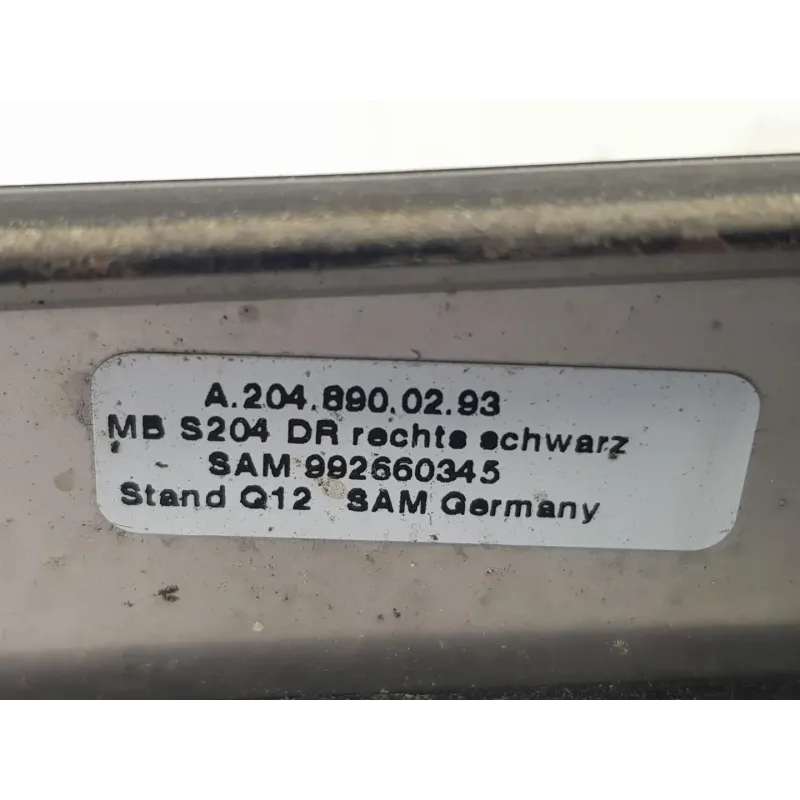 A.204.890.02.93
MB S204 DR rechts schwarz
SAM 992660345
Stand Q12 SAM Germany